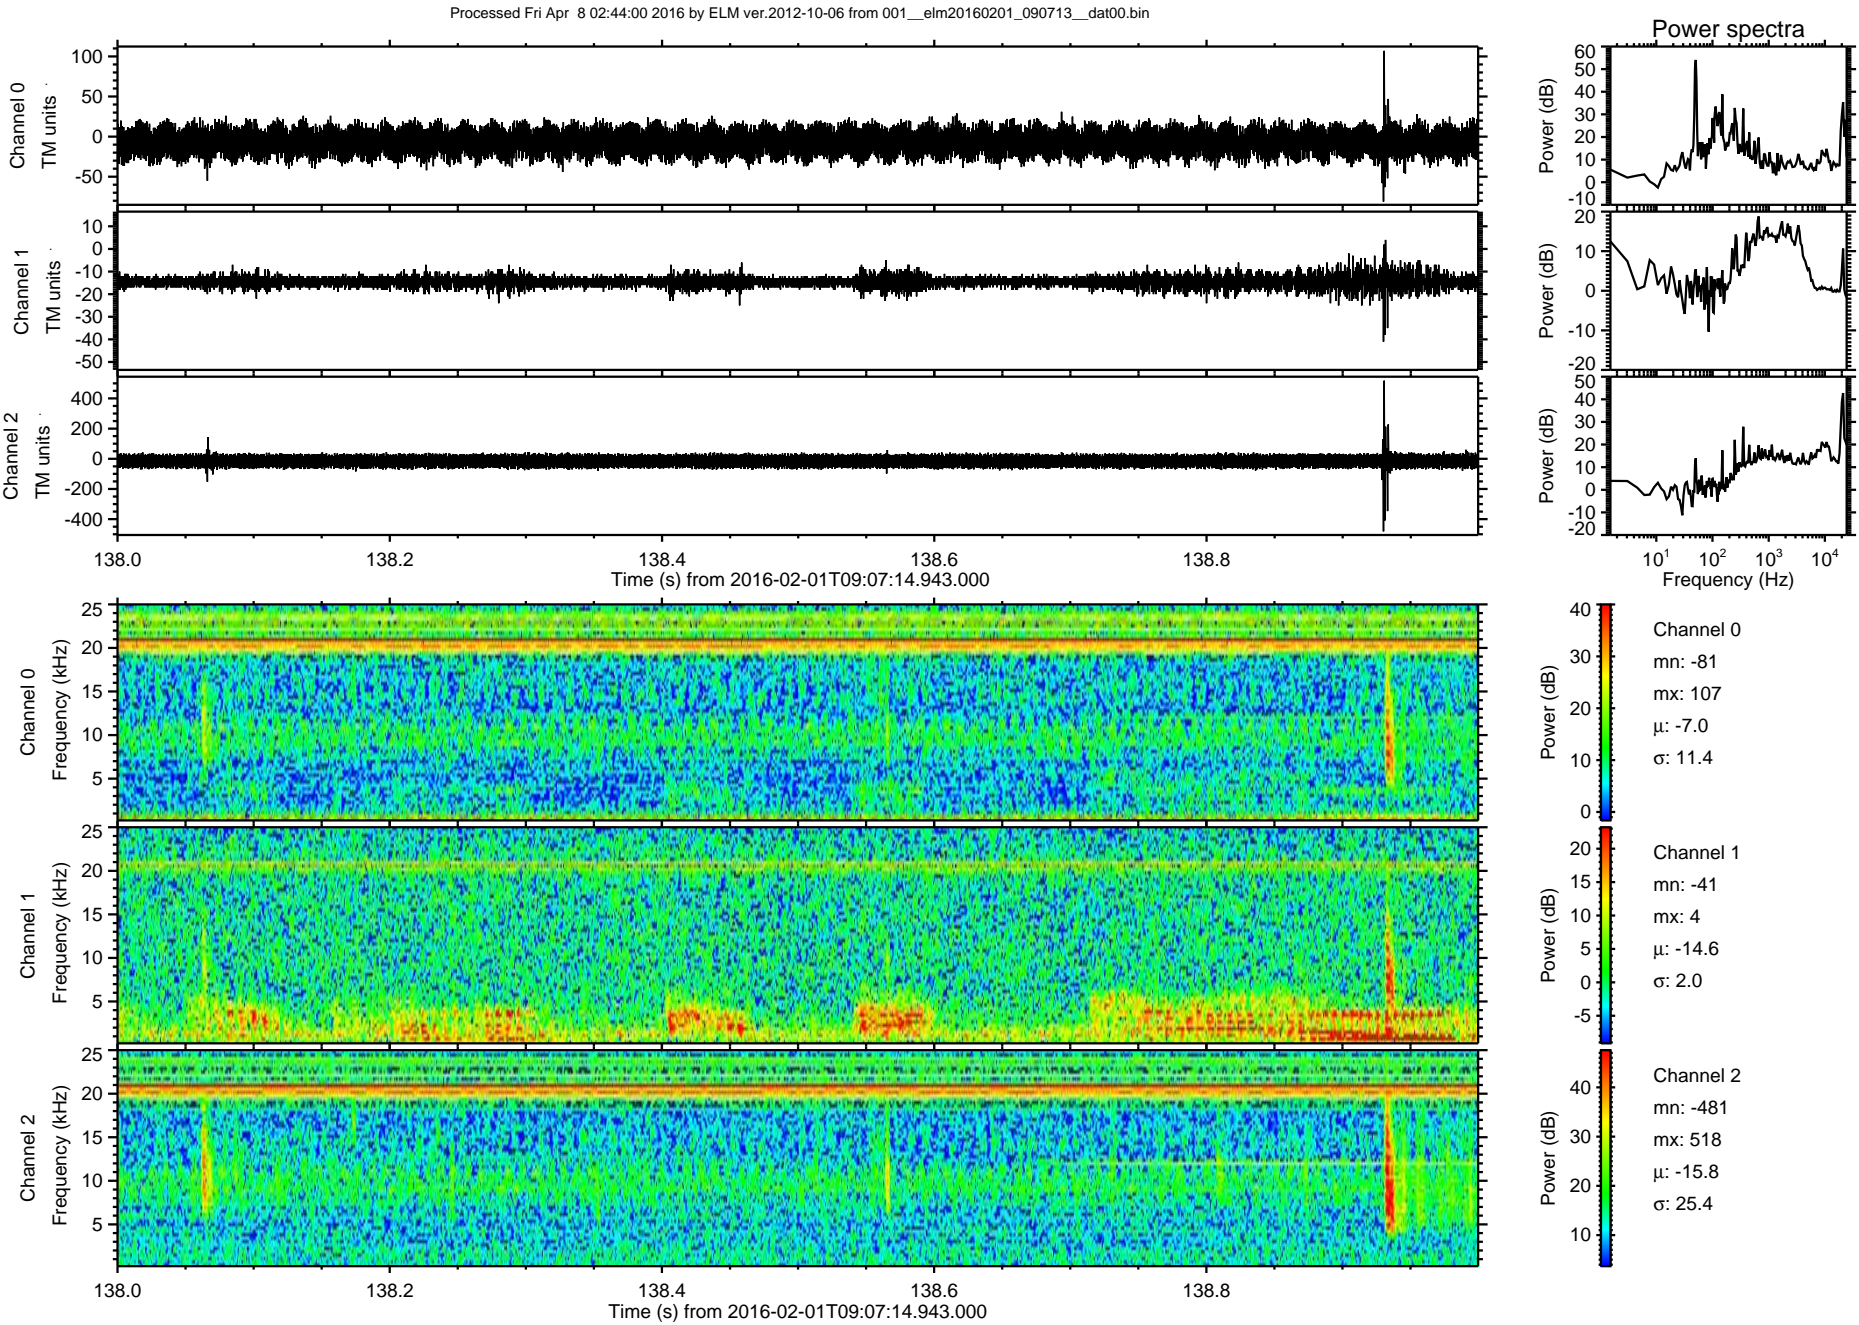 Processed Fri Apr  8 02:44:00 2016 by ELM ver.2012-10-06 from 001__elm20160201_090713__dat00.bin
Power spectra
Channel 0
TM units
100
50
0
-50
Power (dB)
60
50
40
30
20
10
0
-10
Channel 1
TM units
10
0
-10
-20
-30
-40
-50
Power (dB)
20
10
0
-10
-20
Channel 2
TM units
400
200
0
-200
-400
Power (dB)
50
40
30
20
10
0
-10
-20
138.0 138.2 138.4 138.6 138.8
Time (s) from 2016-02-01T09:07:14.943.000
10¹ 10² 10³ 10⁴
Frequency (Hz)
Channel 0
Frequency (kHz)
25
20
15
10
5
Power (dB)
40
30
20
10
0
Channel 0
mn: -81
mx: 107
μ: -7.0
σ: 11.4
Channel 1
Frequency (kHz)
25
20
15
10
5
Power (dB)
20
15
10
5
0
-5
Channel 1
mn: -41
mx: 4
μ: -14.6
σ: 2.0
Channel 2
Frequency (kHz)
25
20
15
10
5
Power (dB)
40
30
20
10
Channel 2
mn: -481
mx: 518
μ: -15.8
σ: 25.4
138.0 138.2 138.4 138.6 138.8
Time (s) from 2016-02-01T09:07:14.943.000